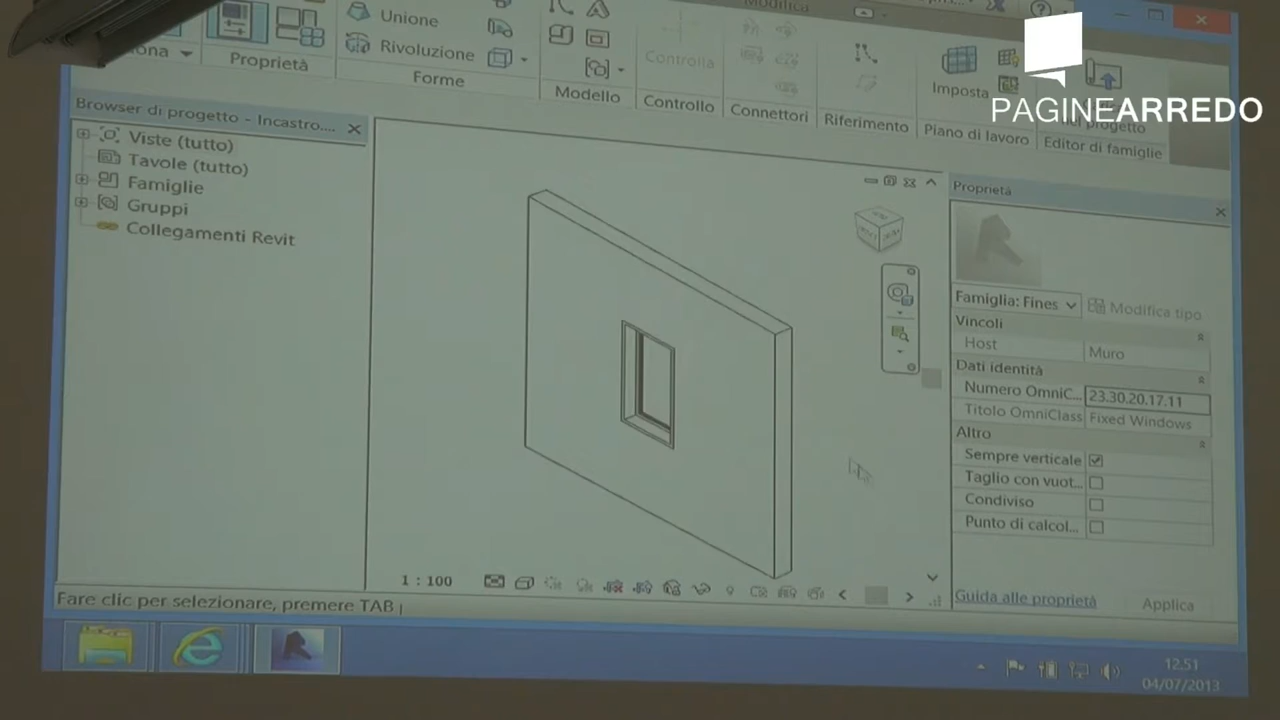 Modifica
Unione
Rivoluzione
Proprietà
Forme
Modello
Controlla
Controllo
Connettori
Riferimento
Imposta
Piano di lavoro
progetto
Editor di famiglie
PAGINEARREDO
Browser di progetto - Incastro....
Viste (tutto)
Tavole (tutto)
Famiglie
Gruppi
Collegamenti Revit
Proprietà
Famiglia: Fines
Modifica tipo
Vincoli
Host Muro
Dati identità
Numero OmniC... 23.30.20.17.11
Titolo OmniClass Fixed Windows
Altro
Sempre verticale
Taglio con vuot...
Condiviso
Punto di calcol...
Guida alle proprietà
Applica
1 : 100
Fare clic per selezionare, premere TAB
12.51
04/07/2013